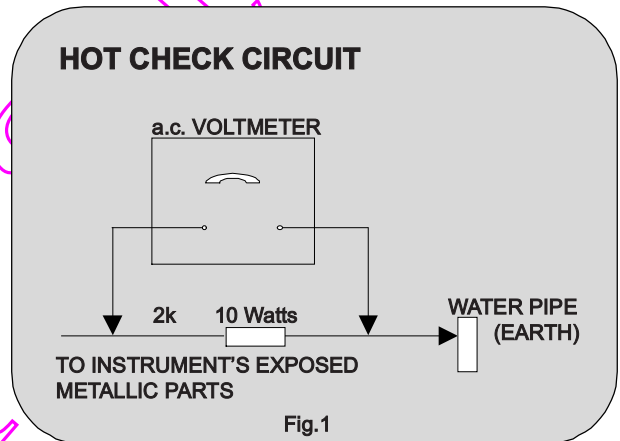 HOT CHECK CIRCUIT
a.c. VOLTMETER
2k 10 Watts
WATER PIPE
(EARTH)
TO INSTRUMENT'S EXPOSED
METALLIC PARTS
Fig.1